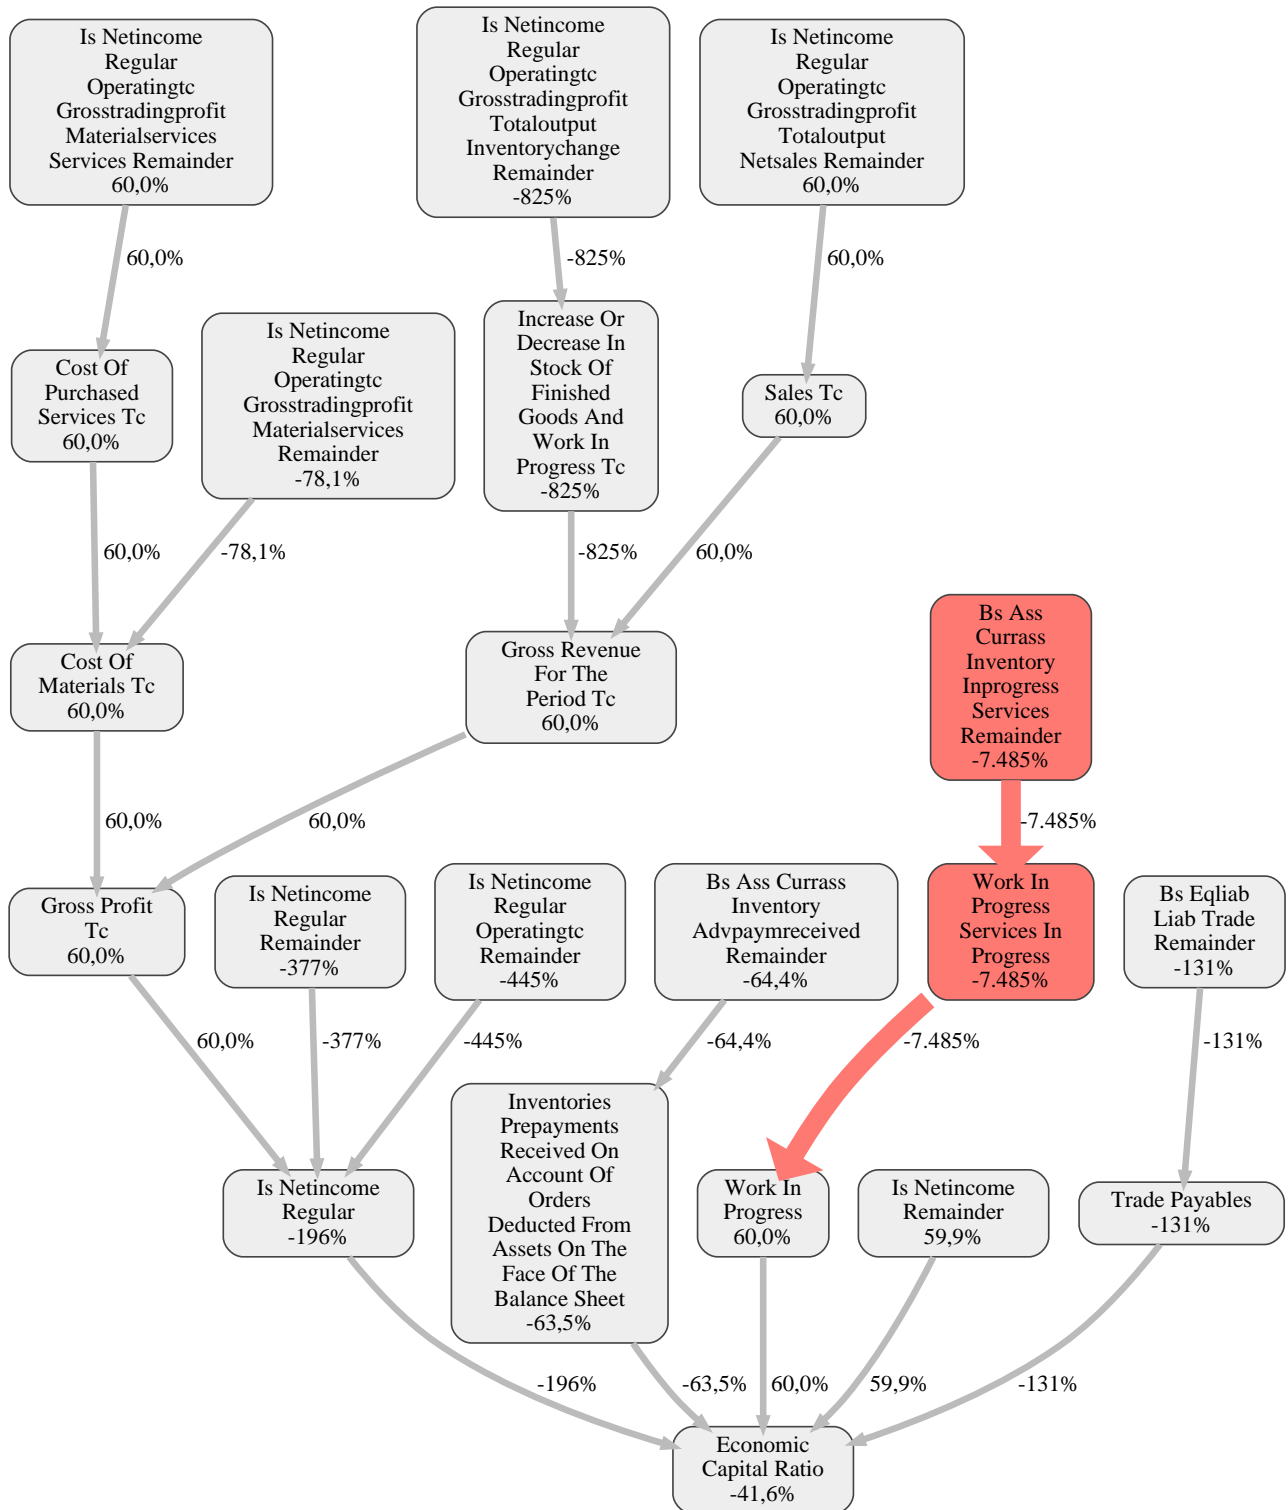 Is Netincome
Regular
Operatingtc
Grosstradingprofit
Materialservices
Services Remainder
60,0%
Is Netincome
Regular
Operatingtc
Grosstradingprofit
Totaloutput
Inventorychange
Remainder
-825%
Is Netincome
Regular
Operatingtc
Grosstradingprofit
Totaloutput
Netsales Remainder
60,0%
60,0%
-825%
60,0%
Cost Of
Purchased
Services Tc
60,0%
Is Netincome
Regular
Operatingtc
Grosstradingprofit
Materialservices
Remainder
-78,1%
Increase Or
Decrease In
Stock Of
Finished
Goods And
Work In
Progress Tc
-825%
Sales Tc
60,0%
60,0%
-78,1%
-825%
60,0%
Cost Of
Materials Tc
60,0%
Gross Revenue
For The
Period Tc
60,0%
Bs Ass
Currass
Inventory
Inprogress
Services
Remainder
-7.485%
60,0%
60,0%
-7.485%
Gross Profit
Tc
60,0%
Is Netincome
Regular
Remainder
-377%
Is Netincome
Regular
Operatingtc
Remainder
-445%
Bs Ass Currass
Inventory
Advpaymreceived
Remainder
-64,4%
Work In
Progress
Services In
Progress
-7.485%
Bs Eqliab
Liab Trade
Remainder
-131%
60,0%
-377%
-445%
-64,4%
-7.485%
-131%
Is Netincome
Regular
-196%
Inventories
Prepayments
Received On
Account Of
Orders
Deducted From
Assets On The
Face Of The
Balance Sheet
-63,5%
Work In
Progress
60,0%
Is Netincome
Remainder
59,9%
Trade Payables
-131%
-196%
-63,5%
60,0%
59,9%
-131%
Economic
Capital Ratio
-41,6%